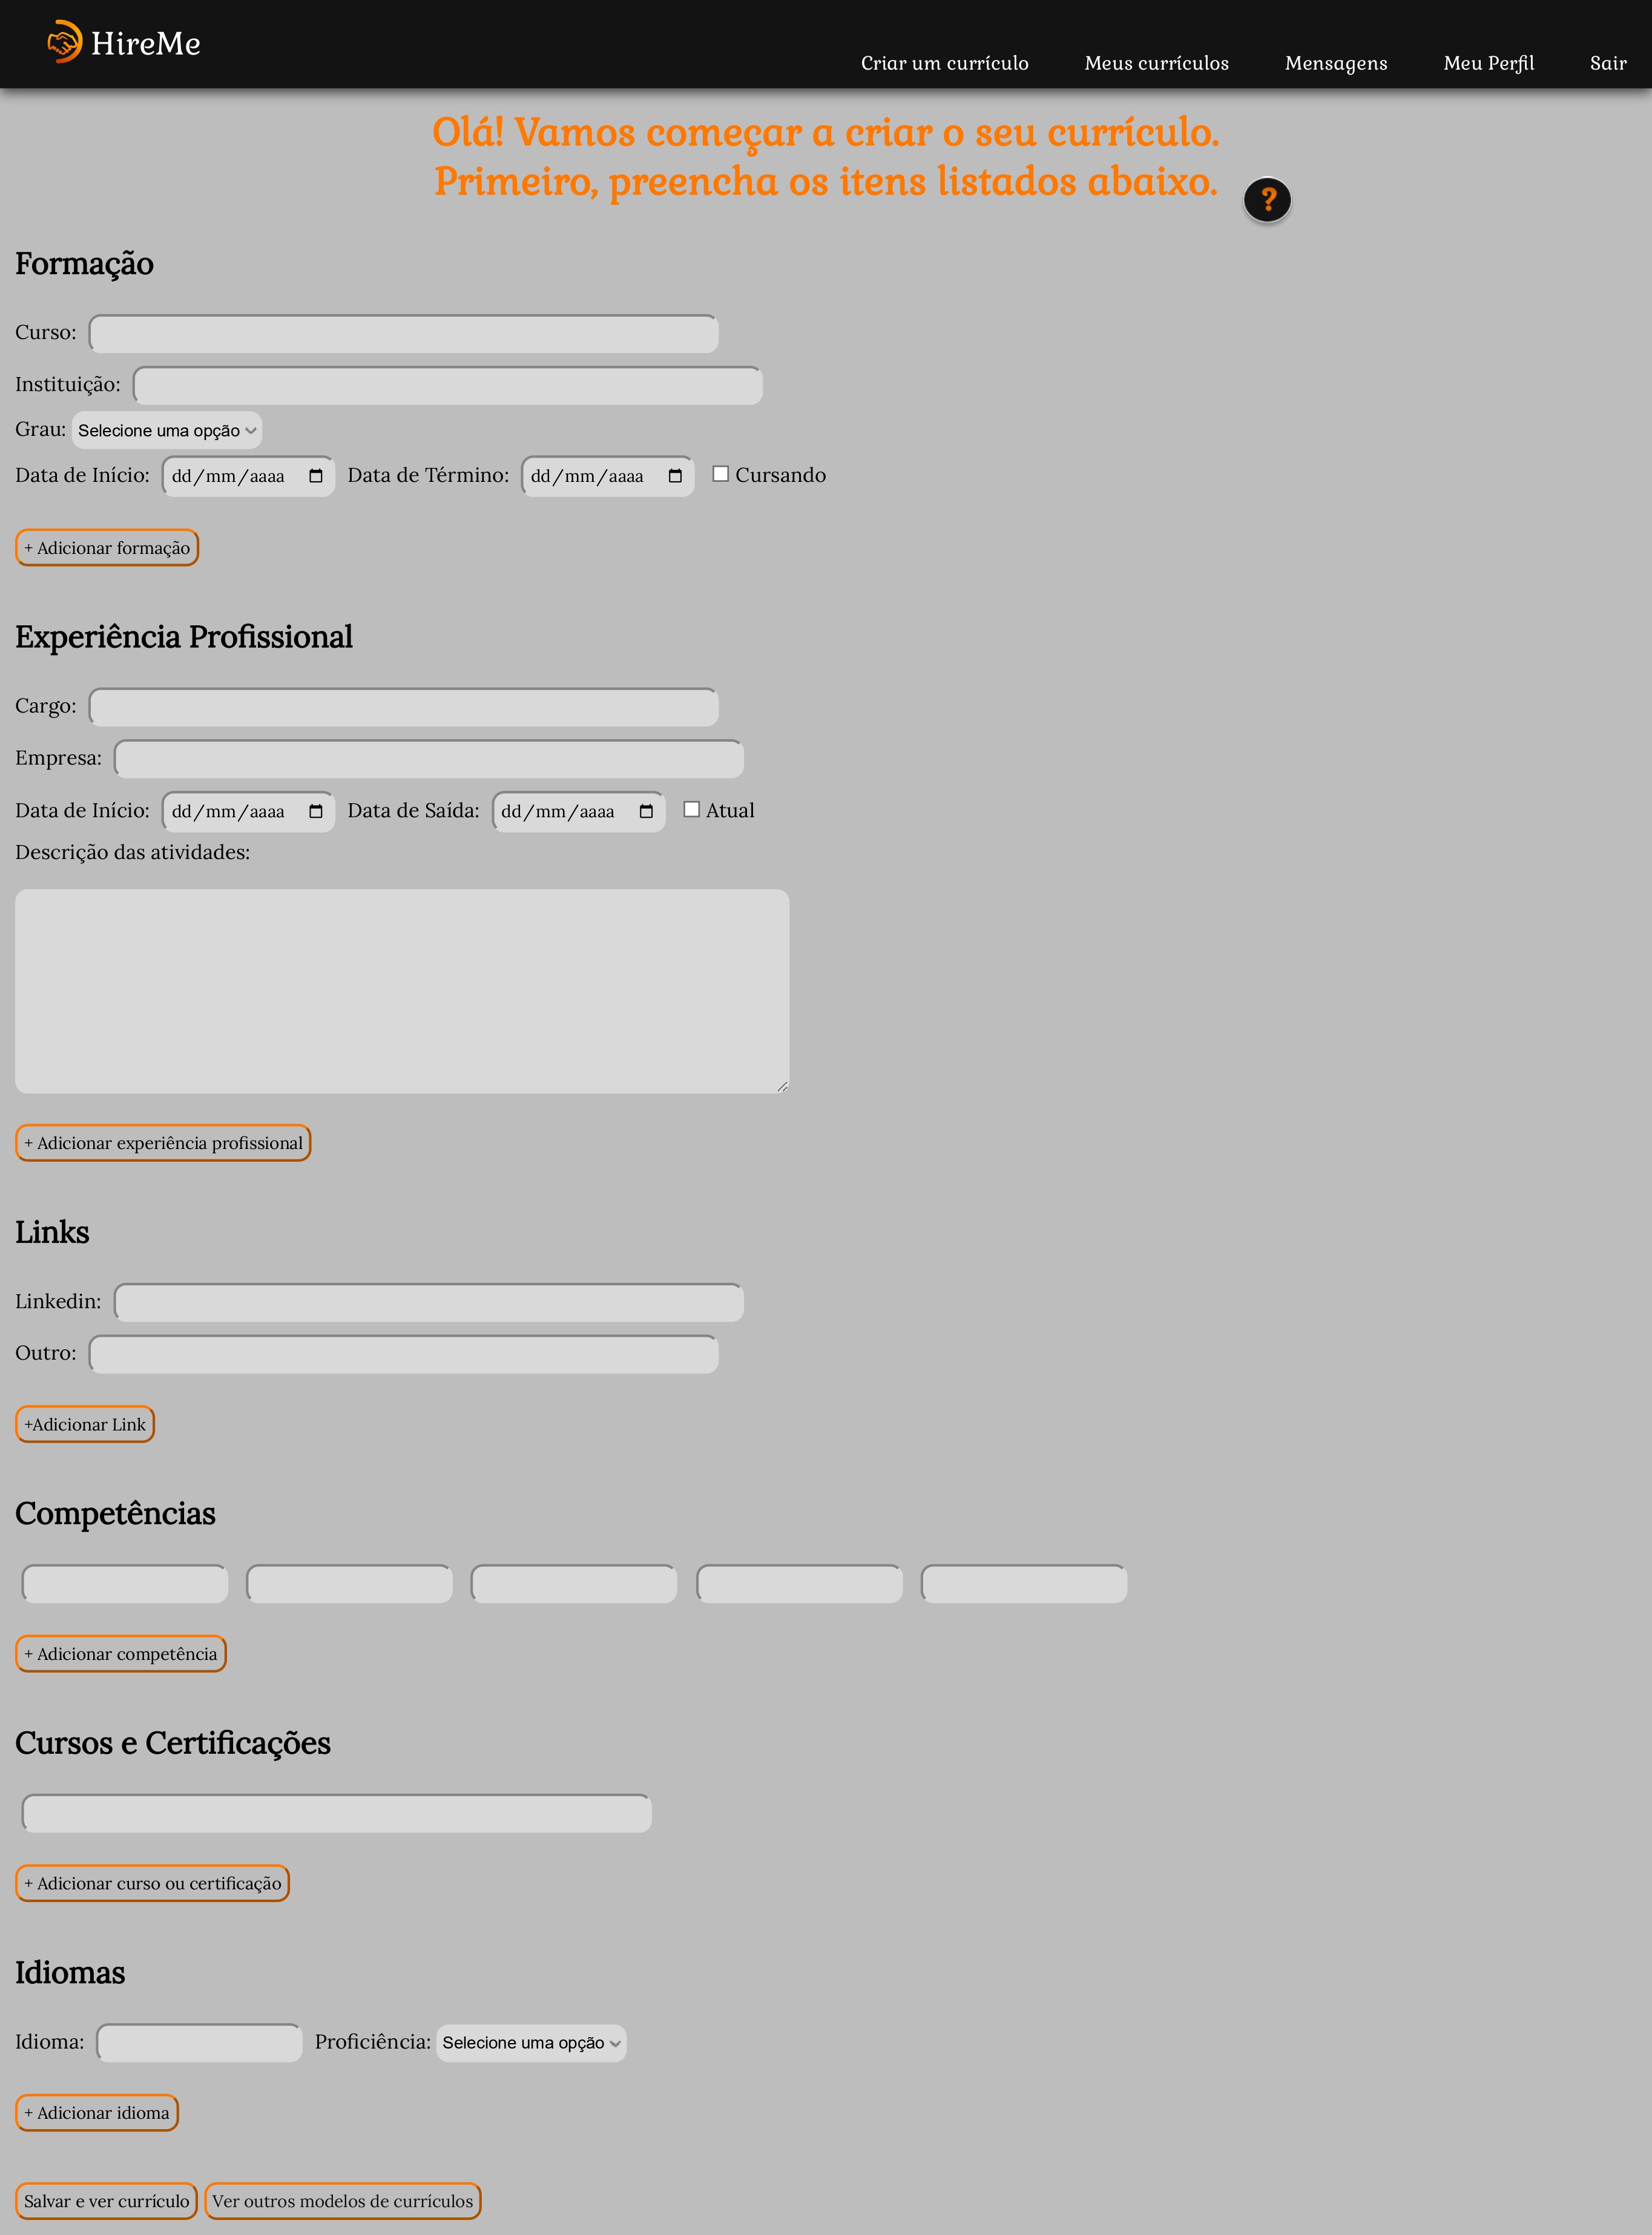 HireMe
Criar um currículo Meus currículos Mensagens Meu Perfil Sair
Olá! Vamos começar a criar o seu currículo.
Primeiro, preencha os itens listados abaixo.
?
Formação
Curso:
Instituição:
Grau: Selecione uma opção
Data de Início: dd/mm/aaaa Data de Término: dd/mm/aaaa Cursando
+ Adicionar formação
Experiência Profissional
Cargo:
Empresa:
Data de Início: dd/mm/aaaa Data de Saída: dd/mm/aaaa Atual
Descrição das atividades:
+ Adicionar experiência profissional
Links
Linkedin:
Outro:
+Adicionar Link
Competências
+ Adicionar competência
Cursos e Certificações
+ Adicionar curso ou certificação
Idiomas
Idioma: Proficiência: Selecione uma opção
+ Adicionar idioma
Salvar e ver currículo Ver outros modelos de currículos